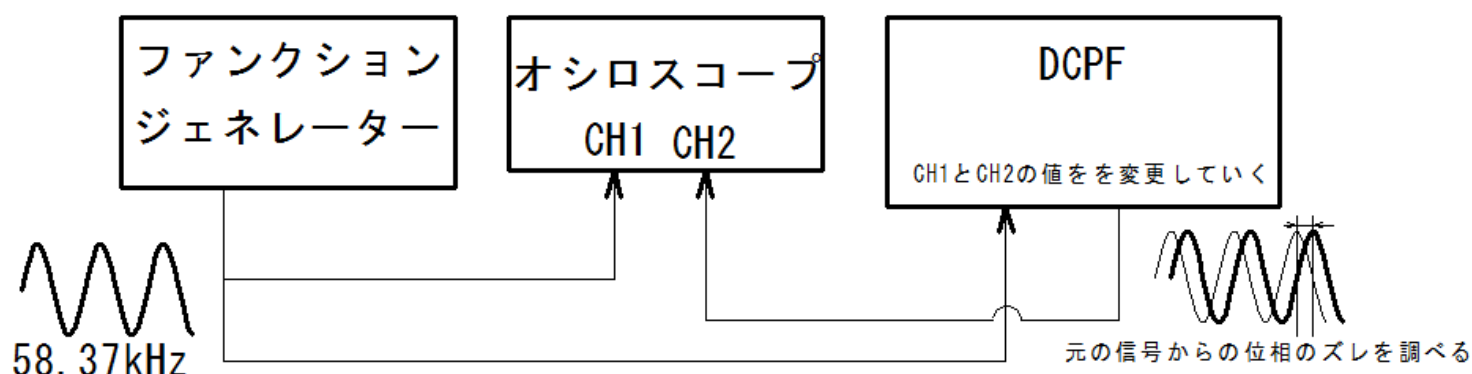 ファンクション
ジェネレーター
オシロスコープ
CH1 CH2
DCPF
CH1とCH2の値をを変更していく
58.37kHz
元の信号からの位相のズレを調べる